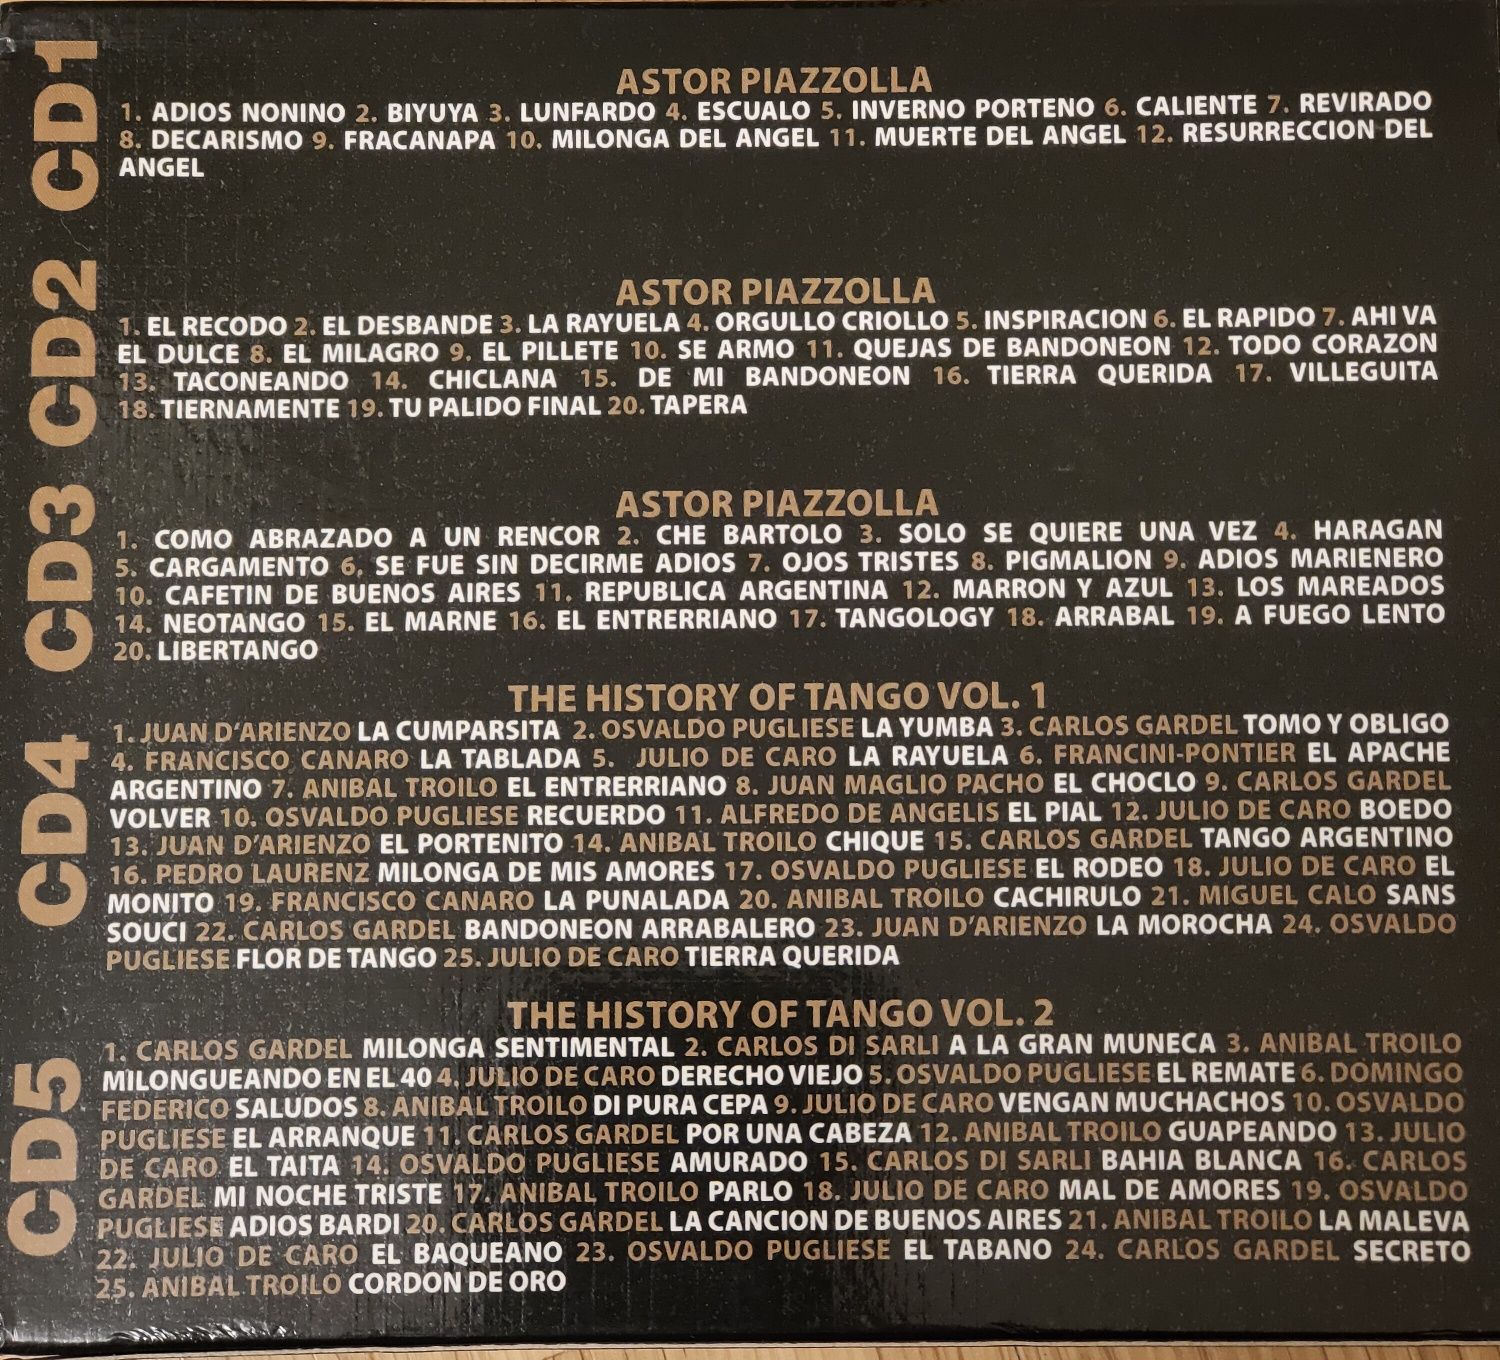 CD1
ASTOR PIAZZOLLA
1. ADIOS NONINO 2. BIYUYA 3. LUNFARDO 4. ESCUALO 5. INVERNO PORTENO 6. CALIENTE 7. REVIRADO
8. DECARISMO 9. FRACANAPA 10. MILONGA DEL ANGEL 11. MUERTE DEL ANGEL 12. RESURRECCION DEL
ANGEL
CD2
ASTOR PIAZZOLLA
1. EL RECODO 2. EL DESBANDE 3. LA RAYUELA 4. ORGULLO CRIOLLO 5. INSPIRACION 6. EL RAPIDO 7. AHI VA
EL DULCE 8. EL MILAGRO 9. EL PILLETE 10. SE ARMO 11. QUEJAS DE BANDONEON 12. TODO CORAZON
13. TACONEANDO 14. CHICLANA 15. DE MI BANDONEON 16. TIERRA QUERIDA 17. VILLEGUITA
18. TIERNAMENTE 19. TU PALIDO FINAL 20. TAPERA
CD3
ASTOR PIAZZOLLA
1. COMO ABRAZADO A UN RENCOR 2. CHE BARTOLO 3. SOLO SE QUIERE UNA VEZ 4. HARAGAN
5. CARGAMENTO 6. SE FUE SIN DECIRME ADIOS 7. OJOS TRISTES 8. PIGMALION 9. ADIOS MARIENERO
10. CAFETIN DE BUENOS AIRES 11. REPUBLICA ARGENTINA 12. MARRON Y AZUL 13. LOS MAREADOS
14. NEOTANGO 15. EL MARNE 16. EL ENTRERRIANO 17. TANGOLOGY 18. ARRABAL 19. A FUEGO LENTO
20. LIBERTANGO
CD4
THE HISTORY OF TANGO VOL. 1
1. JUAN D'ARIENZO LA CUMPARSITA 2. OSVALDO PUGLIESE LA YUMBA 3. CARLOS GARDEL TOMO Y OBLIGO
4. FRANCISCO CANARO LA TABLADA 5. JULIO DE CARO LA RAYUELA 6. FRANCINI-PONTIER EL APACHE
ARGENTINO 7. ANIBAL TROILO EL ENTRERRIANO 8. JUAN MAGLIO PACHO EL CHOCLO 9. CARLOS GARDEL
VOLVER 10. OSVALDO PUGLIESE RECUERDO 11. ALFREDO DE ANGELIS EL PIAL 12. JULIO DE CARO BOEDO
13. JUAN D'ARIENZO EL PORTENITO 14. ANIBAL TROILO CHIQUE 15. CARLOS GARDEL TANGO ARGENTINO
16. PEDRO LAURENZ MILONGA DE MIS AMORES 17. OSVALDO PUGLIESE EL RODEO 18. JULIO DE CARO EL
MONITO 19. FRANCISCO CANARO LA PUNALADA 20. ANIBAL TROILO CACHIRULO 21. MIGUEL CALO SANS
SOUCI 22. CARLOS GARDEL BANDONEON ARRABALERO 23. JUAN D'ARIENZO LA MOROCHA 24. OSVALDO
PUGLIESE FLOR DE TANGO 25. JULIO DE CARO TIERRA QUERIDA
CD5
THE HISTORY OF TANGO VOL. 2
1. CARLOS GARDEL MILONGA SENTIMENTAL 2. CARLOS DI SARLI A LA GRAN MUNECA 3. ANIBAL TROILO
MILONGUEANDO EN EL 40 4. JULIO DE CARO DERECHO VIEJO 5. OSVALDO PUGLIESE EL REMATE 6. DOMINGO
FEDERICO SALUDOS 8. ANIBAL TROILO DI PURA CEPA 9. JULIO DE CARO VENGAN MUCHACHOS 10. OSVALDO
PUGLIESE EL ARRANQUE 11. CARLOS GARDEL POR UNA CABEZA 12. ANIBAL TROILO GUAPEANDO 13. JULIO
DE CARO EL TAITA 14. OSVALDO PUGLIESE AMURADO 15. CARLOS DI SARLI BAHIA BLANCA 16. CARLOS
GARDEL MI NOCHE TRISTE 17. ANIBAL TROILO PARLO 18. JULIO DE CARO MAL DE AMORES 19. OSVALDO
PUGLIESE ADIOS BARDI 20. CARLOS GARDEL LA CANCION DE BUENOS AIRES 21. ANIBAL TROILO LA MALEVA
22. JULIO DE CARO EL BAQUEANO 23. OSVALDO PUGLIESE EL TABANO 24. CARLOS GARDEL SECRETO
25. ANIBAL TROILO CORDON DE ORO